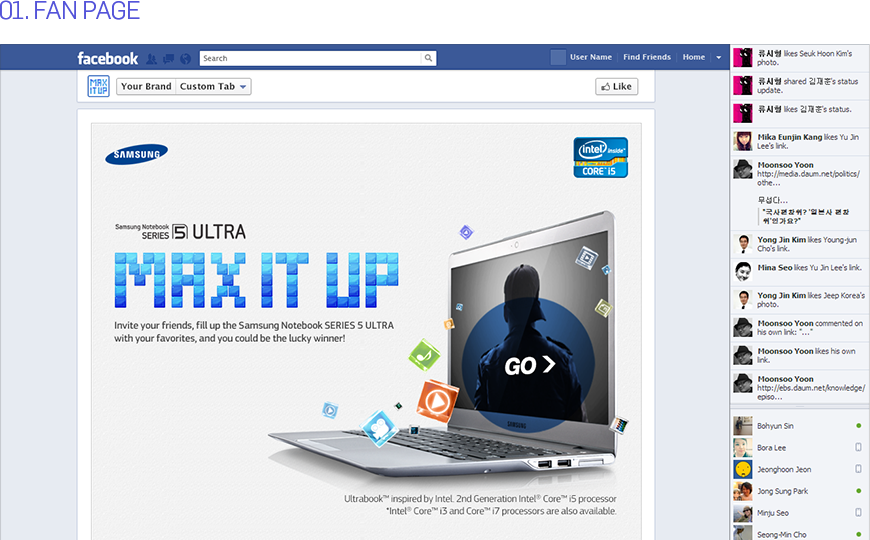 01. FAN PAGE
facebook
Search
User Name
Find Friends
Home
MAX
IT UP
Your Brand
Custom Tab
Like
SAMSUNG
intel inside™
CORE™ i5
Samsung Notebook
SERIES 5 ULTRA
MAX IT UP
Invite your friends, fill up the Samsung Notebook SERIES 5 ULTRA
with your favorites, and you could be the lucky winner!
GO
SAMSUNG
Ultrabook™ inspired by Intel. 2nd Generation Intel® Core™ i5 processor
*Intel® Core™ i3 and Core™ i7 processors are also available.
류시형 likes Seuk Hoon Kim's
photo.
류시형 shared 김재훈's status
update.
류시형 likes 김재훈's status.
Mika Eunjin Kang likes Yu Jin
Lee's link.
Moonsoo Yoon
http://media.daum.net/politics/
othe...
무섭다...
"국사편찬위? '일본사 편찬
위'인가요?"
Yong Jin Kim likes Young-jun
Cho's link.
Mina Seo likes Yu Jin Lee's link.
Yong Jin Kim likes Jeep Korea's
photo.
Moonsoo Yoon commented on
his own link: "..."
Moonsoo Yoon likes his own
link.
Moonsoo Yoon
http://ebs.daum.net/knowledge/
episo...
Bohyun Sin
Bora Lee
Jeonghoon Jeon
Jong Sung Park
Minju Seo
Seong-Min Cho